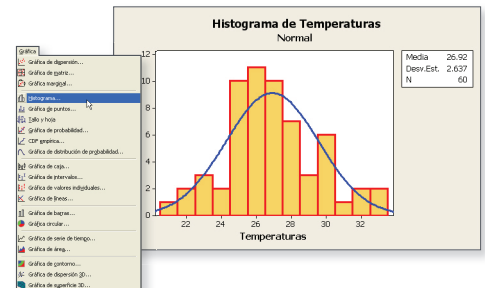 Gráfica
Gráfica de dispersión...
Gráfica de matriz...
Gráfica marginal...
Histograma...
Gráfica de puntos...
Tallo y hoja
Gráfica de probabilidad...
CDF empírica...
Gráfica de distribución de probabilidad...
Gráfica de caja...
Gráfica de intervalos...
Gráfica de valores individuales...
Gráfica de líneas...
Gráfica de barras...
Gráfica circular...
Gráfica de serie de tiempo...
Gráfica de área...
Gráfica de contorno...
Gráfica de dispersión 3D...
Gráfica de superficie 3D...
Histograma de Temperaturas
Normal
12
10
8
6
4
2
0
22 24 26 28 30 32
Temperaturas
Media 26.92
Desv.Est. 2.637
N 60